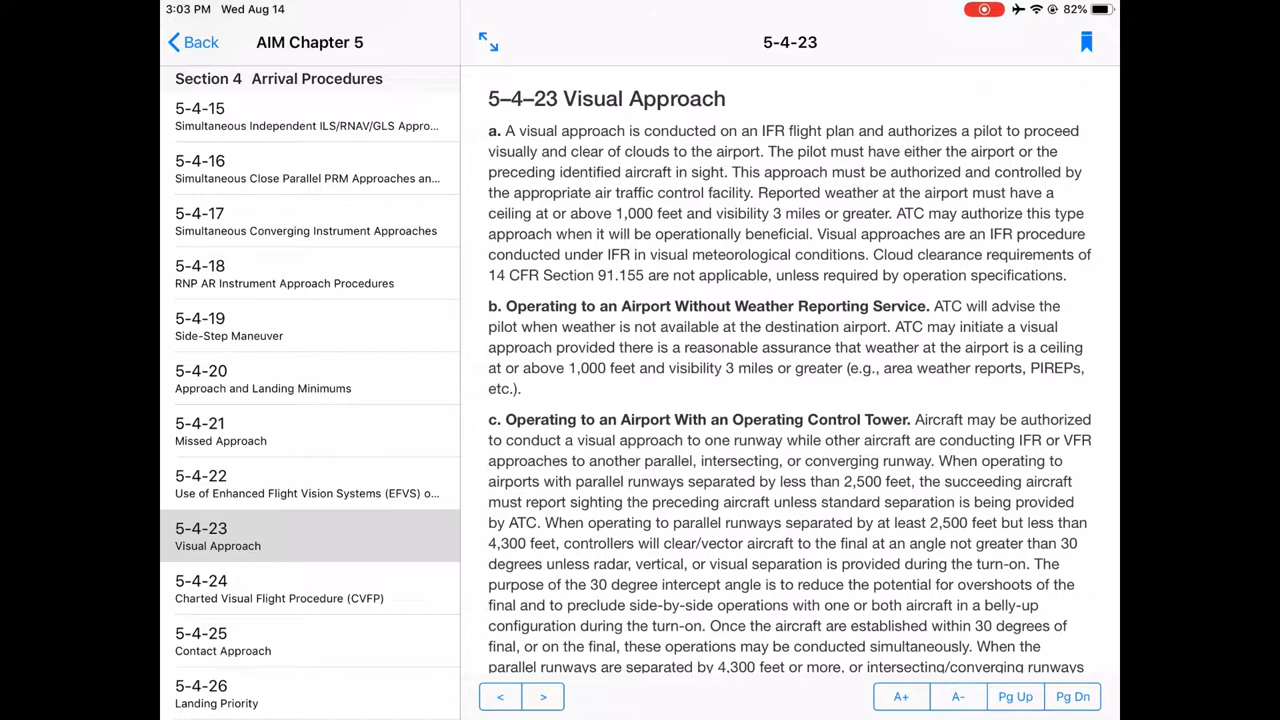 3:03 PM Wed Aug 14
82%
Back
AIM Chapter 5
5-4-23
Section 4 Arrival Procedures
5-4-15
Simultaneous Independent ILS/RNAV/GLS Appro...
5-4-16
Simultaneous Close Parallel PRM Approaches an...
5-4-17
Simultaneous Converging Instrument Approaches
5-4-18
RNP AR Instrument Approach Procedures
5-4-19
Side-Step Maneuver
5-4-20
Approach and Landing Minimums
5-4-21
Missed Approach
5-4-22
Use of Enhanced Flight Vision Systems (EFVS) o...
5-4-23
Visual Approach
5-4-24
Charted Visual Flight Procedure (CVFP)
5-4-25
Contact Approach
5-4-26
Landing Priority
5–4–23 Visual Approach
a. A visual approach is conducted on an IFR flight plan and authorizes a pilot to proceed
visually and clear of clouds to the airport. The pilot must have either the airport or the
preceding identified aircraft in sight. This approach must be authorized and controlled by
the appropriate air traffic control facility. Reported weather at the airport must have a
ceiling at or above 1,000 feet and visibility 3 miles or greater. ATC may authorize this type
approach when it will be operationally beneficial. Visual approaches are an IFR procedure
conducted under IFR in visual meteorological conditions. Cloud clearance requirements of
14 CFR Section 91.155 are not applicable, unless required by operation specifications.
b. Operating to an Airport Without Weather Reporting Service. ATC will advise the
pilot when weather is not available at the destination airport. ATC may initiate a visual
approach provided there is a reasonable assurance that weather at the airport is a ceiling
at or above 1,000 feet and visibility 3 miles or greater (e.g., area weather reports, PIREPs,
etc.).
c. Operating to an Airport With an Operating Control Tower. Aircraft may be authorized
to conduct a visual approach to one runway while other aircraft are conducting IFR or VFR
approaches to another parallel, intersecting, or converging runway. When operating to
airports with parallel runways separated by less than 2,500 feet, the succeeding aircraft
must report sighting the preceding aircraft unless standard separation is being provided
by ATC. When operating to parallel runways separated by at least 2,500 feet but less than
4,300 feet, controllers will clear/vector aircraft to the final at an angle not greater than 30
degrees unless radar, vertical, or visual separation is provided during the turn-on. The
purpose of the 30 degree intercept angle is to reduce the potential for overshoots of the
final and to preclude side-by-side operations with one or both aircraft in a belly-up
configuration during the turn-on. Once the aircraft are established within 30 degrees of
final, or on the final, these operations may be conducted simultaneously. When the
parallel runways are separated by 4,300 feet or more, or intersecting/converging runways
< > A+ A- Pg Up Pg Dn